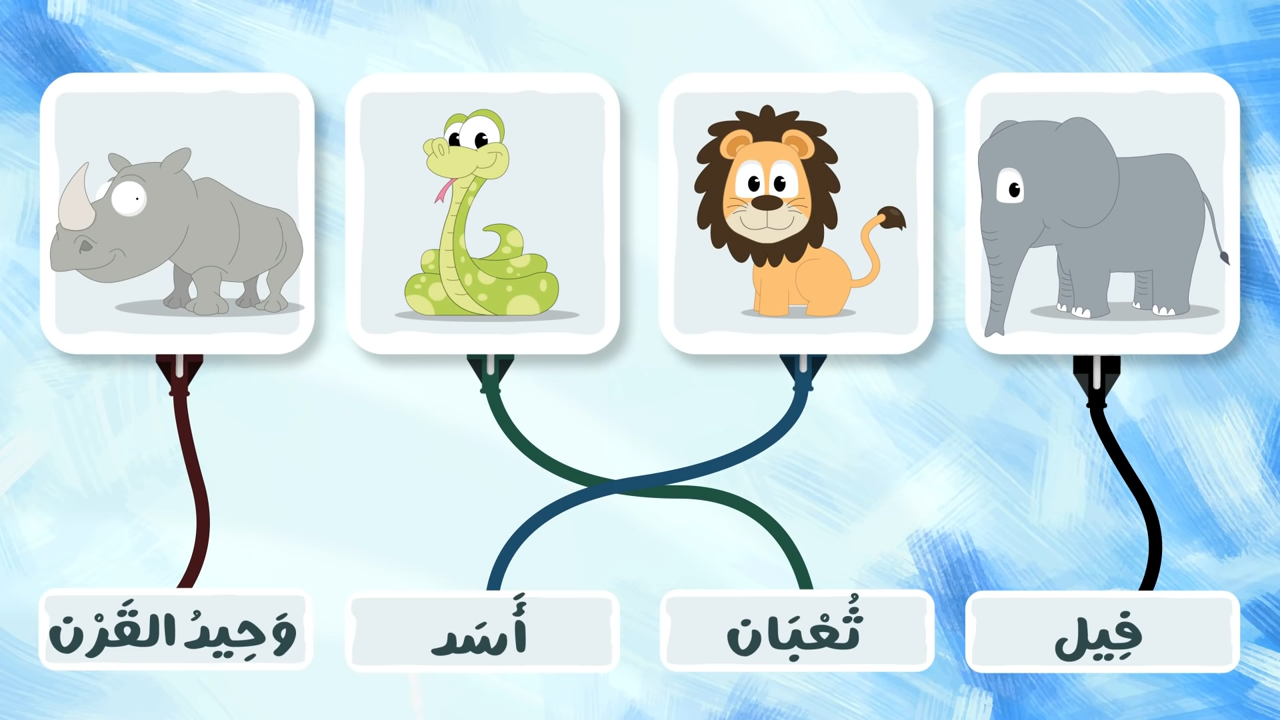 فِيل
ثُعْبَان
أَسَد
وَحِيدُ القَرْن